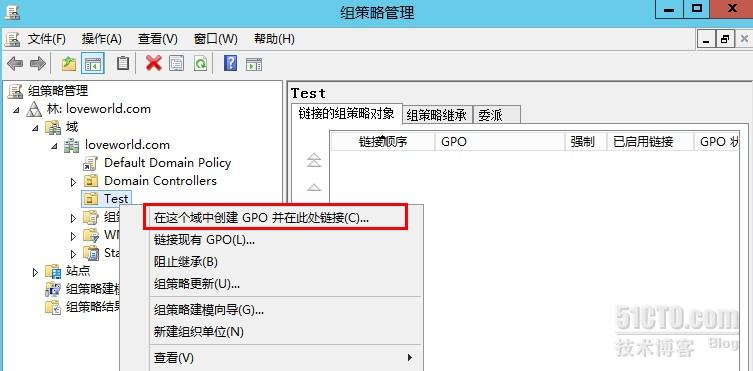 组策略管理
文件(F) 操作(A) 查看(V) 窗口(W) 帮助(H)
组策略管理
林: loveworld.com
域
loveworld.com
Default Domain Policy
Domain Controllers
Test
组
WM
Sta
站点
组策略建模
组策略结果
Test
链接的组策略对象 组策略继承 委派
链接顺序 GPO 强制 已启用链接 GPO 状
在这个域中创建 GPO 并在此处链接(C)...
链接现有 GPO(L)...
阻止继承(B)
组策略更新(U)...
组策略建模向导(G)...
新建组织单位(N)
查看(V)
51CTO.com
技术博客 Blog